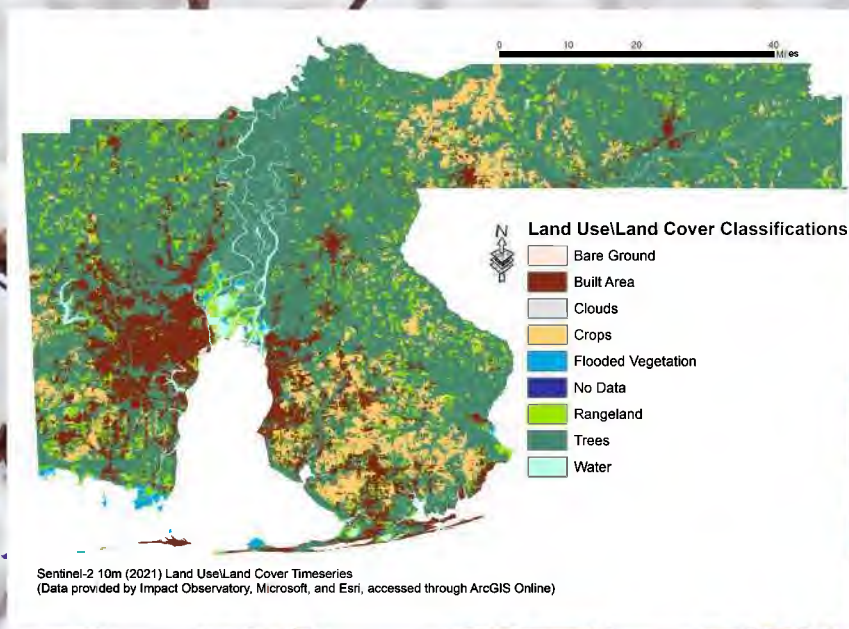 0 10 20 40
Miles
N
Land Use\Land Cover Classifications
Bare Ground
Built Area
Clouds
Crops
Flooded Vegetation
No Data
Rangeland
Trees
Water
Sentinel-2 10m (2021) Land Use\Land Cover Timeseries
(Data provided by Impact Observatory, Microsoft, and Esri, accessed through ArcGIS Online)